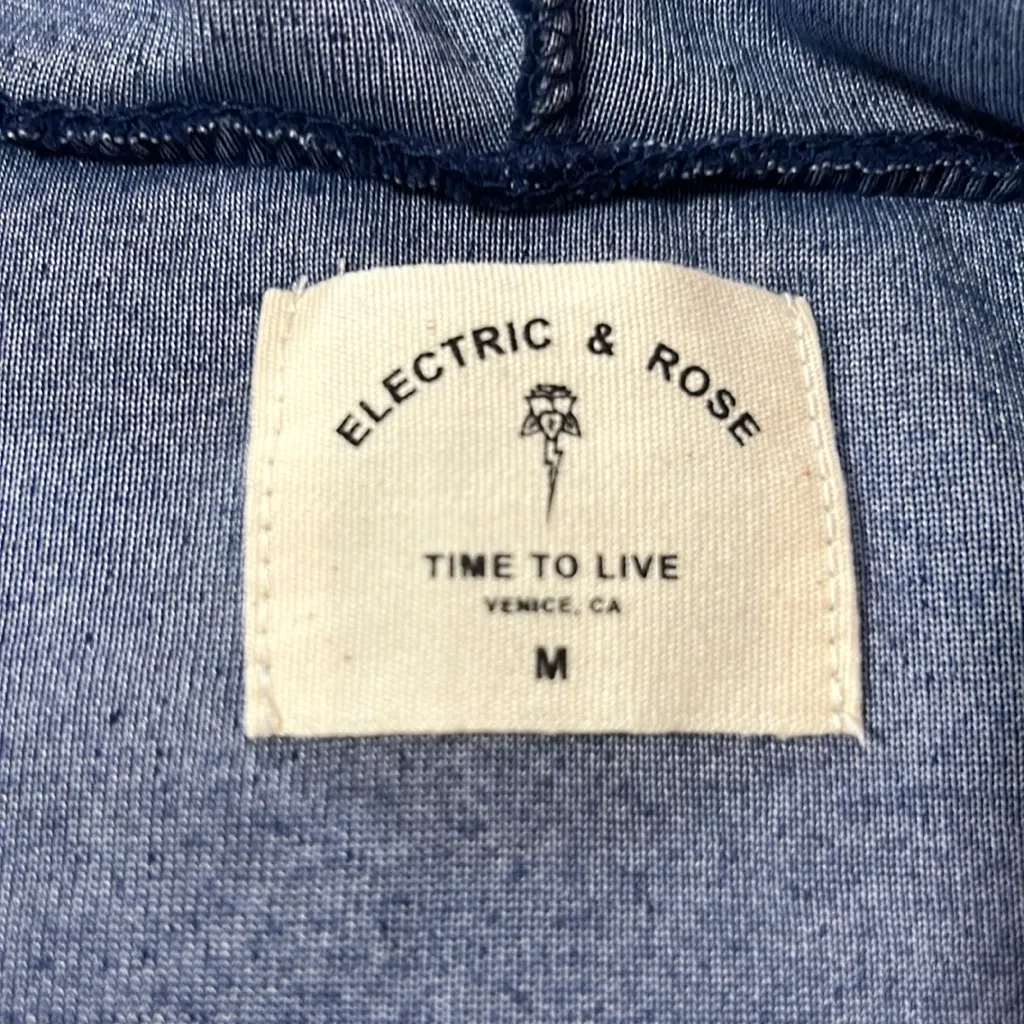 ELECTRIC & ROSE
TIME TO LIVE
VENICE, CA
M